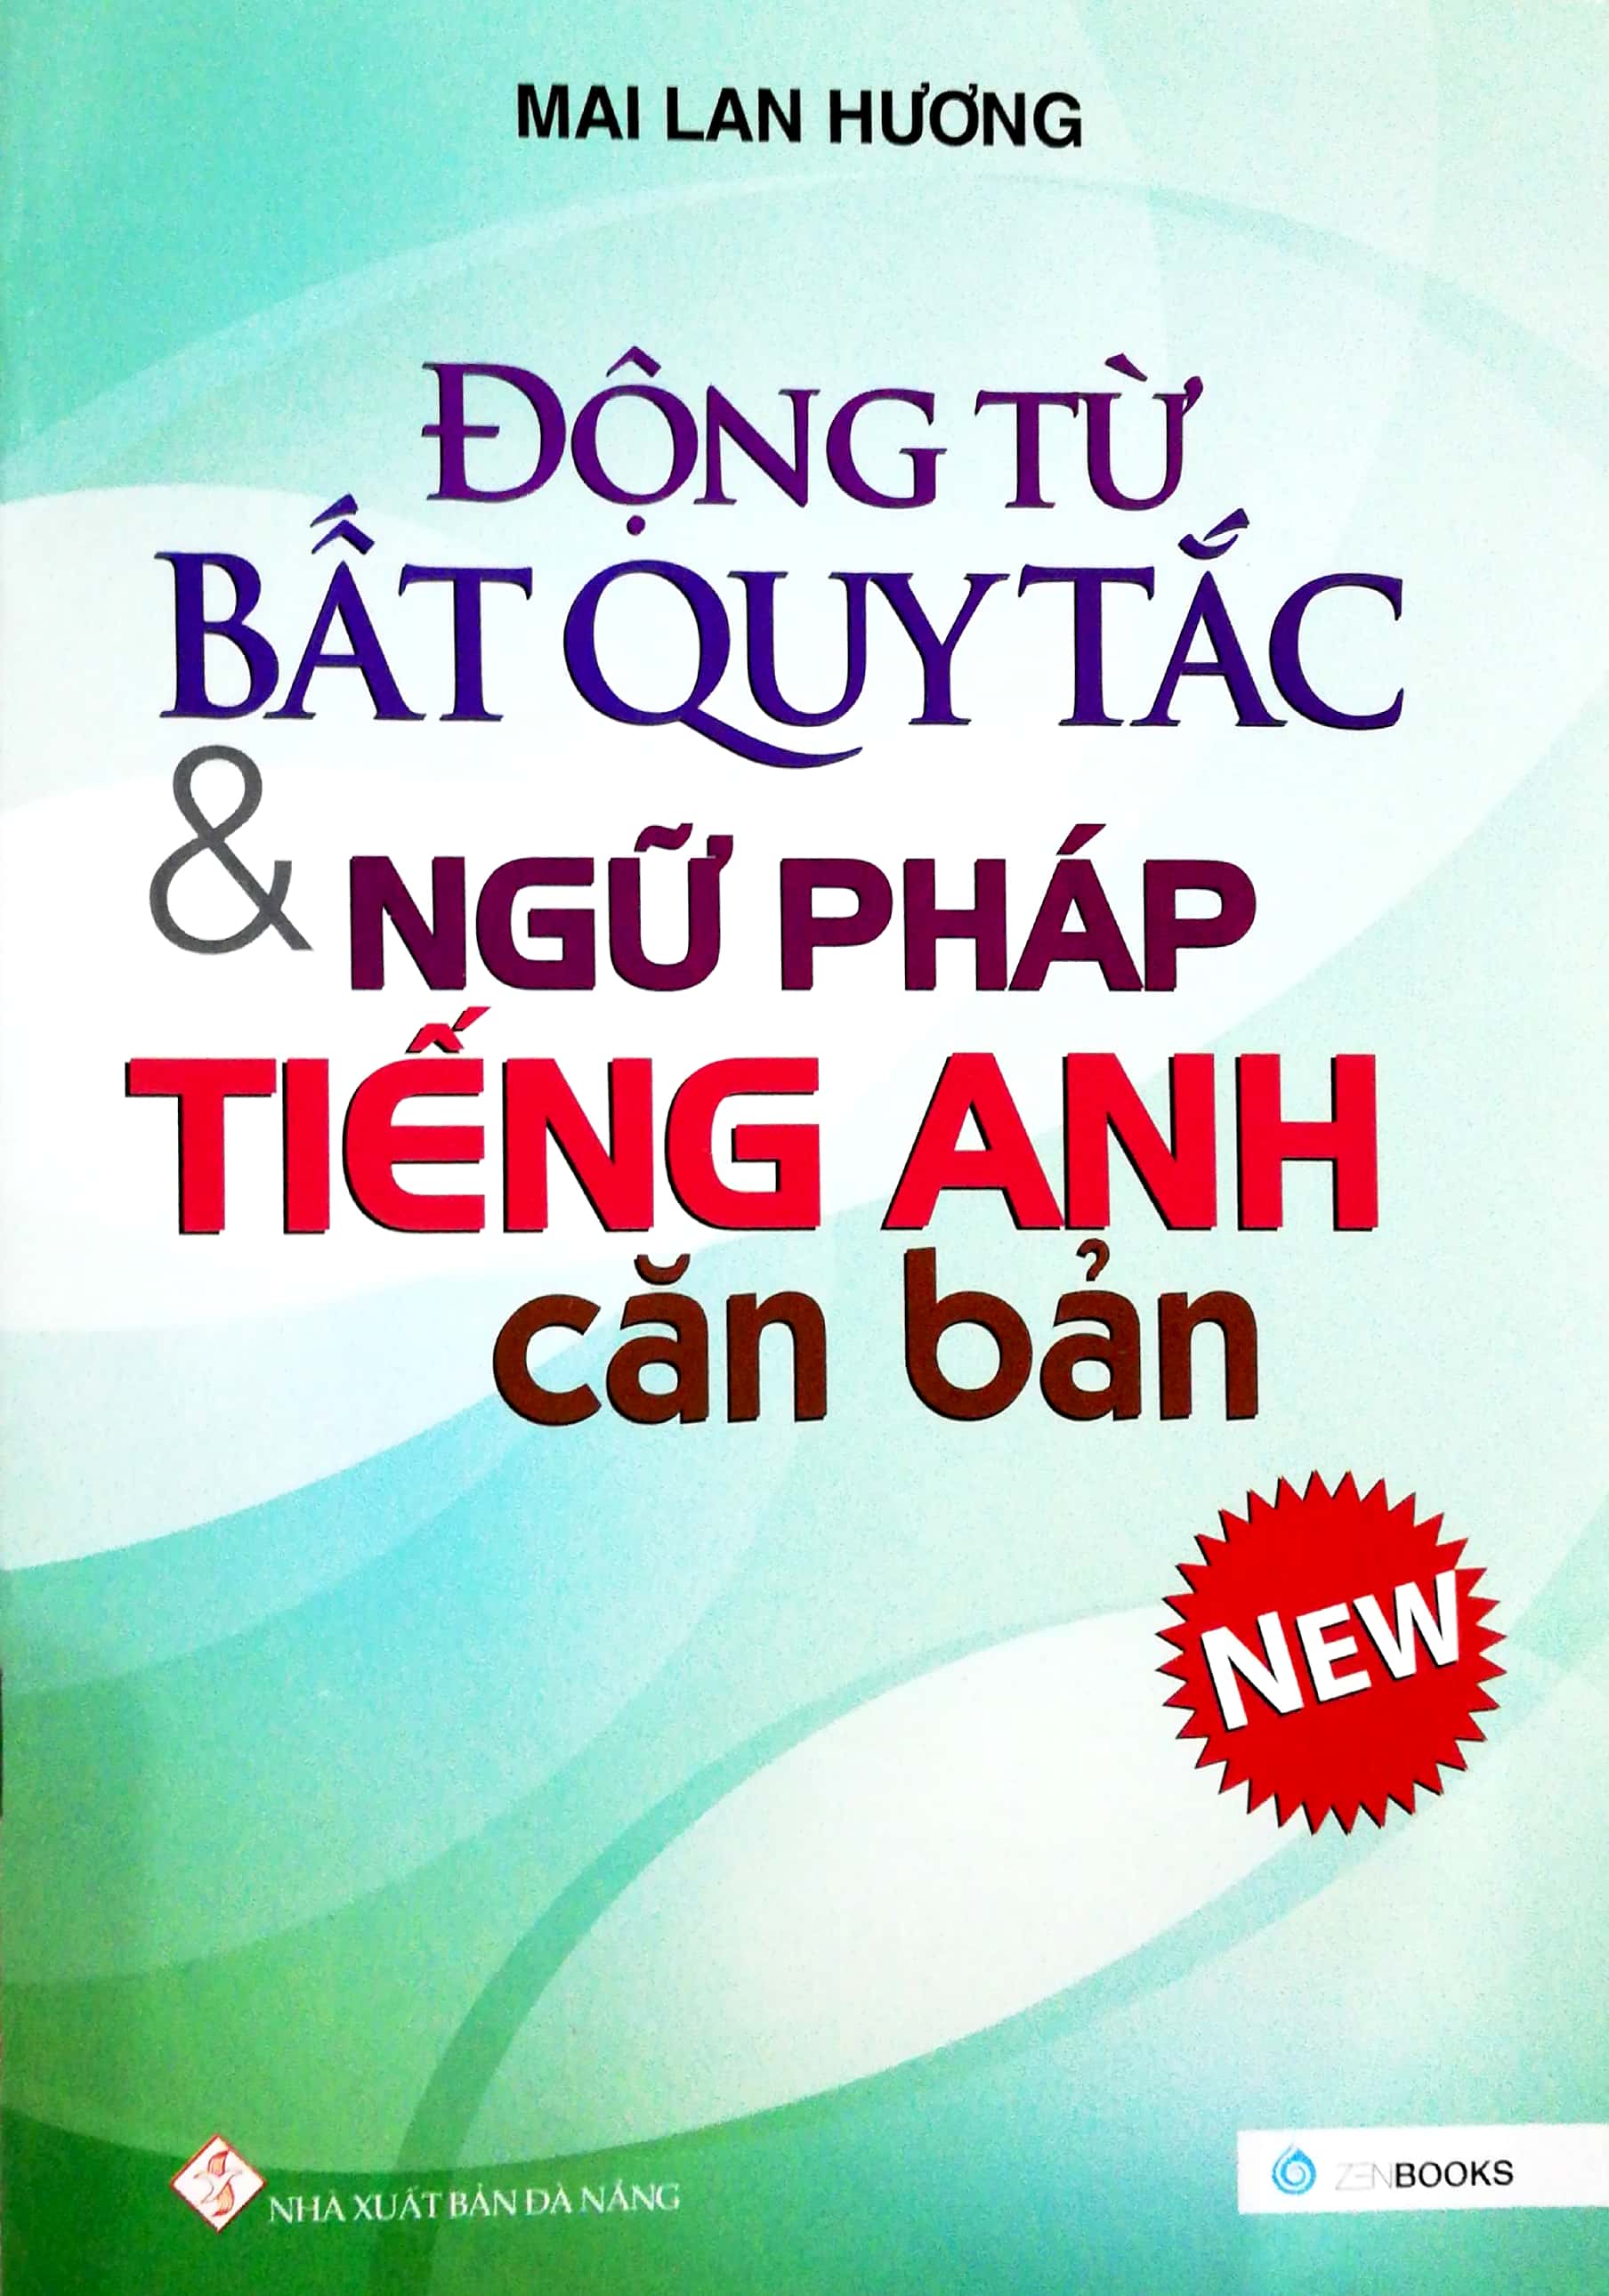 MAI LAN HƯƠNG
ĐỘNG TỪ
BẤT QUY TẮC
& NGỮ PHÁP
TIẾNG ANH
căn bản
NEW
NHÀ XUẤT BẢN ĐÀ NẴNG
ZENBOOKS